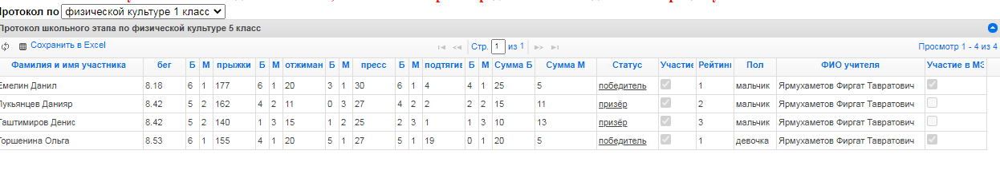 Протокол по физической культуре 1 класс
Протокол школьного этапа по физической культуре 5 класс
Сохранить в Excel Стр. 1 из 1 Просмотр 1 - 4 из 4
Фамилия и имя участника бег Б М прыжки Б М отжиман Б М пресс Б М подтягив Б М Сумма Б Сумма М Статус Участие Рейтинг Пол ФИО учителя Участие в МЭ
Емелин Данил 8.18 6 1 177 6 1 20 3 1 30 6 1 4 4 1 25 5 победитель 1 мальчик Ярмухаметов Фиргат Тавратович
Лукьянцев Данияр 8.42 5 2 162 4 2 11 0 3 27 4 2 2 2 2 15 11 призёр 2 мальчик Ярмухаметов Фиргат Тавратович
Таштимиров Денис 8.42 5 2 140 1 3 15 1 2 25 2 3 1 1 3 10 13 призёр 3 мальчик Ярмухаметов Фиргат Тавратович
Торшенина Ольга 8.53 6 1 155 4 1 20 5 1 27 5 1 19 0 1 20 5 победитель 1 девочка Ярмухаметов Фиргат Тавратович